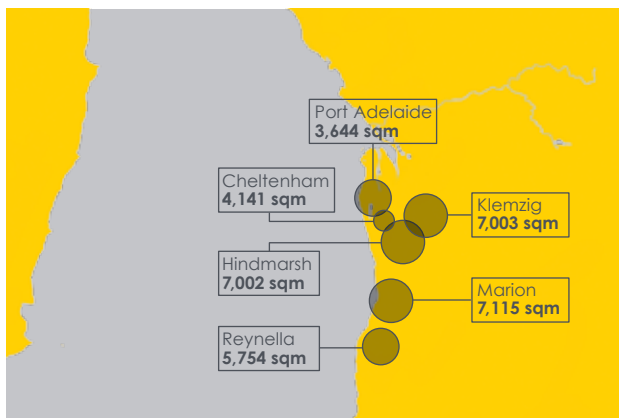 Port Adelaide
3,644 sqm
Cheltenham
4,141 sqm
Klemzig
7,003 sqm
Hindmarsh
7,002 sqm
Marion
7,115 sqm
Reynella
5,754 sqm